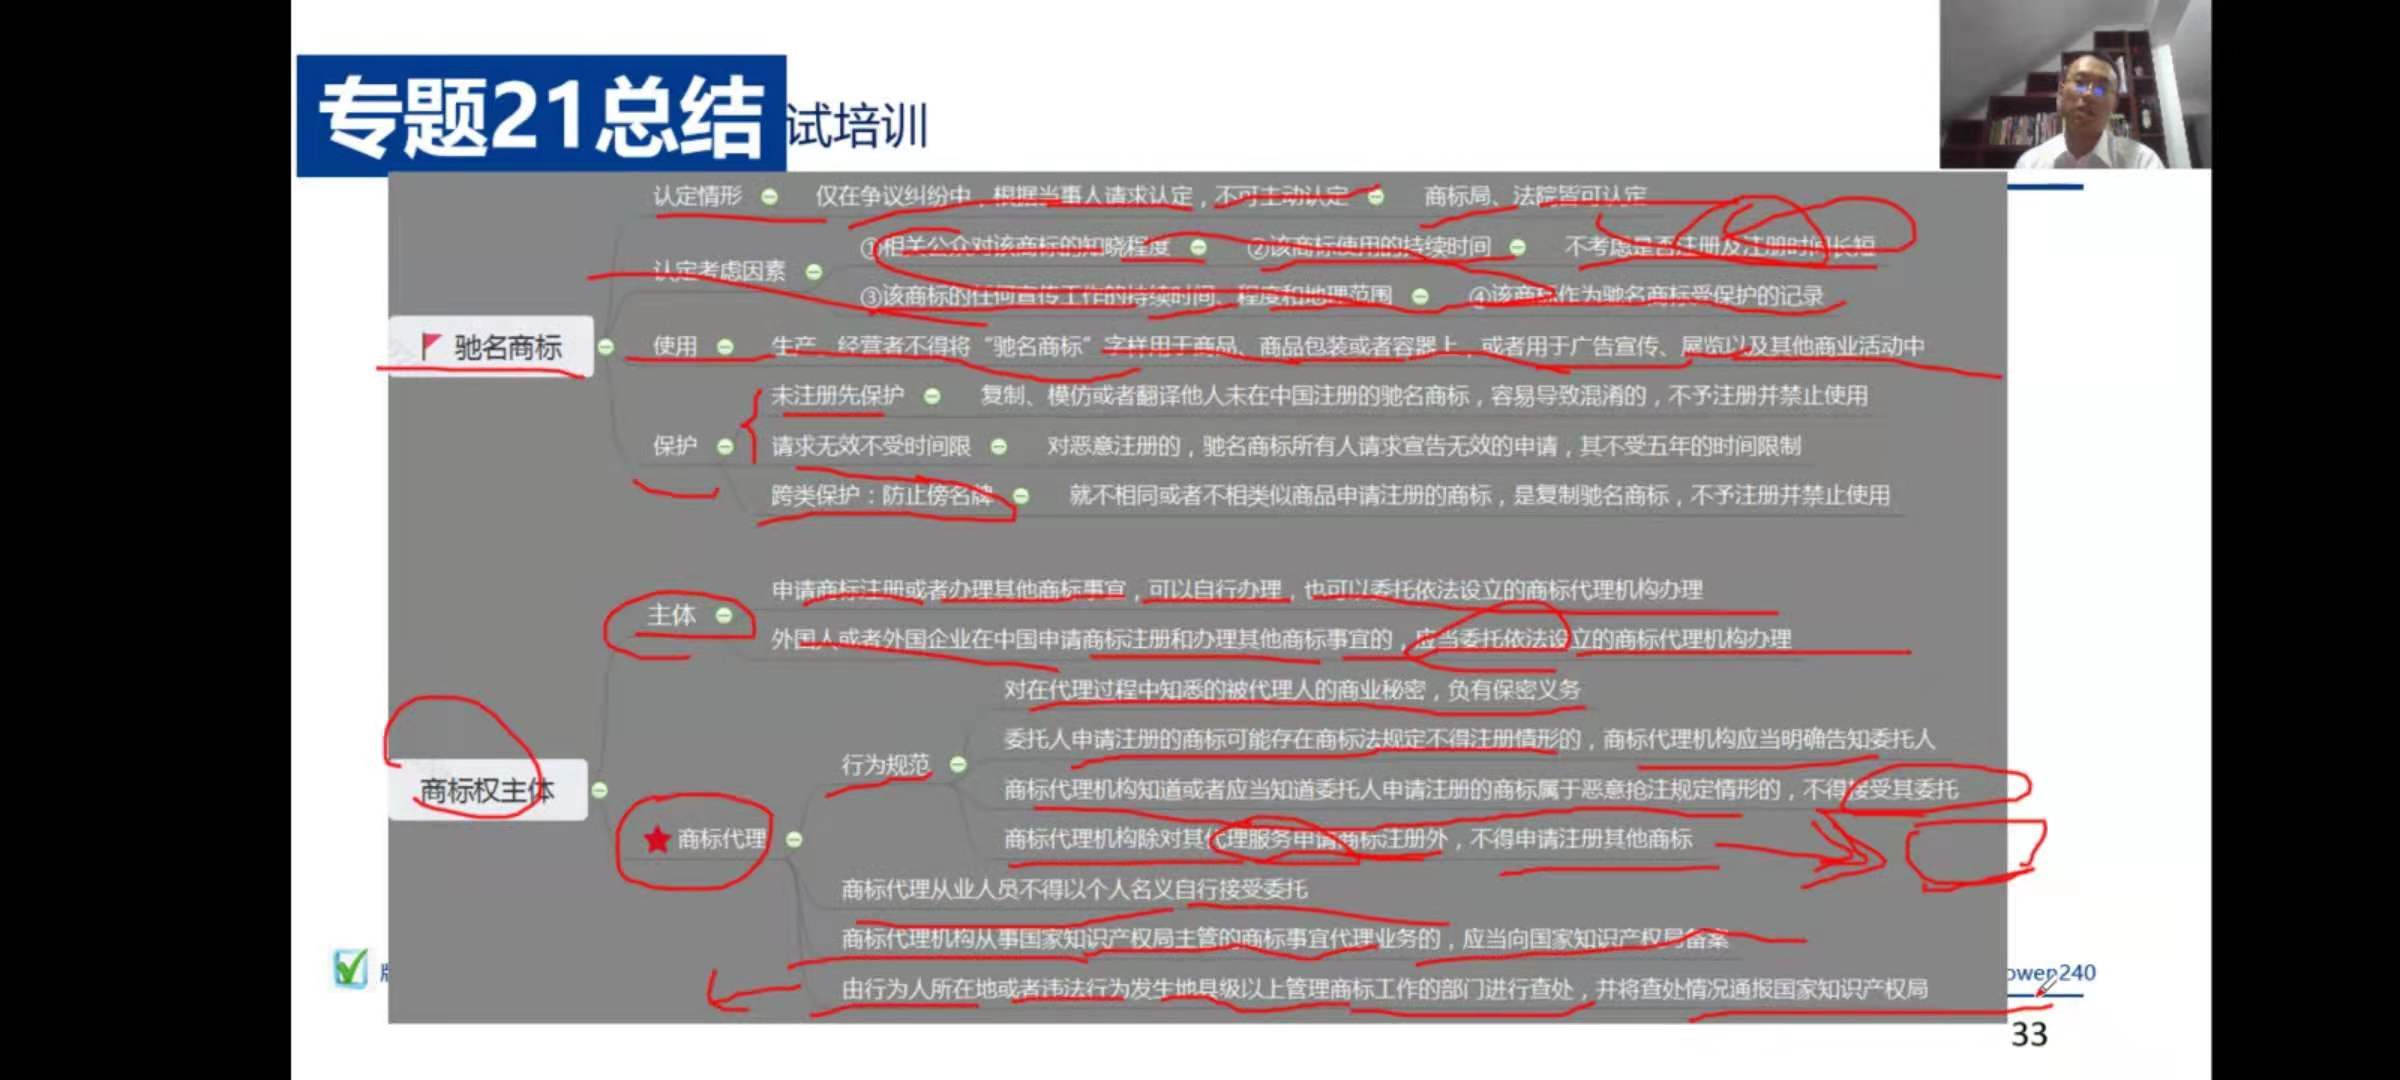 专题21总结
试培训
认定情形 仅在争议纠纷中，根据当事人请求认定，不可主动认定 商标局、法院皆可认定
①相关公众对该商标的知晓程度 ②该商标使用的持续时间 不考虑是否注册及注册时间长短
认定考虑因素
③该商标的任何宣传工作的持续时间、程度和地理范围 ④该商标作为驰名商标受保护的记录
驰名商标
使用 生产、经营者不得将“驰名商标”字样用于商品、商品包装或者容器上，或者用于广告宣传、展览以及其他商业活动中
未注册先保护 复制、模仿或者翻译他人未在中国注册的驰名商标，容易导致混淆的，不予注册并禁止使用
保护 请求无效不受时间限 对恶意注册的，驰名商标所有人请求宣告无效的申请，其不受五年的时间限制
跨类保护：防止傍名牌 就不相同或者不相类似商品申请注册的商标，是复制驰名商标，不予注册并禁止使用
申请商标注册或者办理其他商标事宜，可以自行办理，也可以委托依法设立的商标代理机构办理
主体
外国人或者外国企业在中国申请商标注册和办理其他商标事宜的，应当委托依法设立的商标代理机构办理
对在代理过程中知悉的被代理人的商业秘密，负有保密义务
委托人申请注册的商标可能存在商标法规定不得注册情形的，商标代理机构应当明确告知委托人
行为规范
商标权主体
商标代理机构知道或者应当知道委托人申请注册的商标属于恶意抢注规定情形的，不得接受其委托
商标代理
商标代理机构除对其代理服务申请商标注册外，不得申请注册其他商标
商标代理从业人员不得以个人名义自行接受委托
商标代理机构从事国家知识产权局主管的商标事宜代理业务的，应当向国家知识产权局备案
由行为人所在地或者违法行为发生地县级以上管理商标工作的部门进行查处，并将查处情况通报国家知识产权局
33